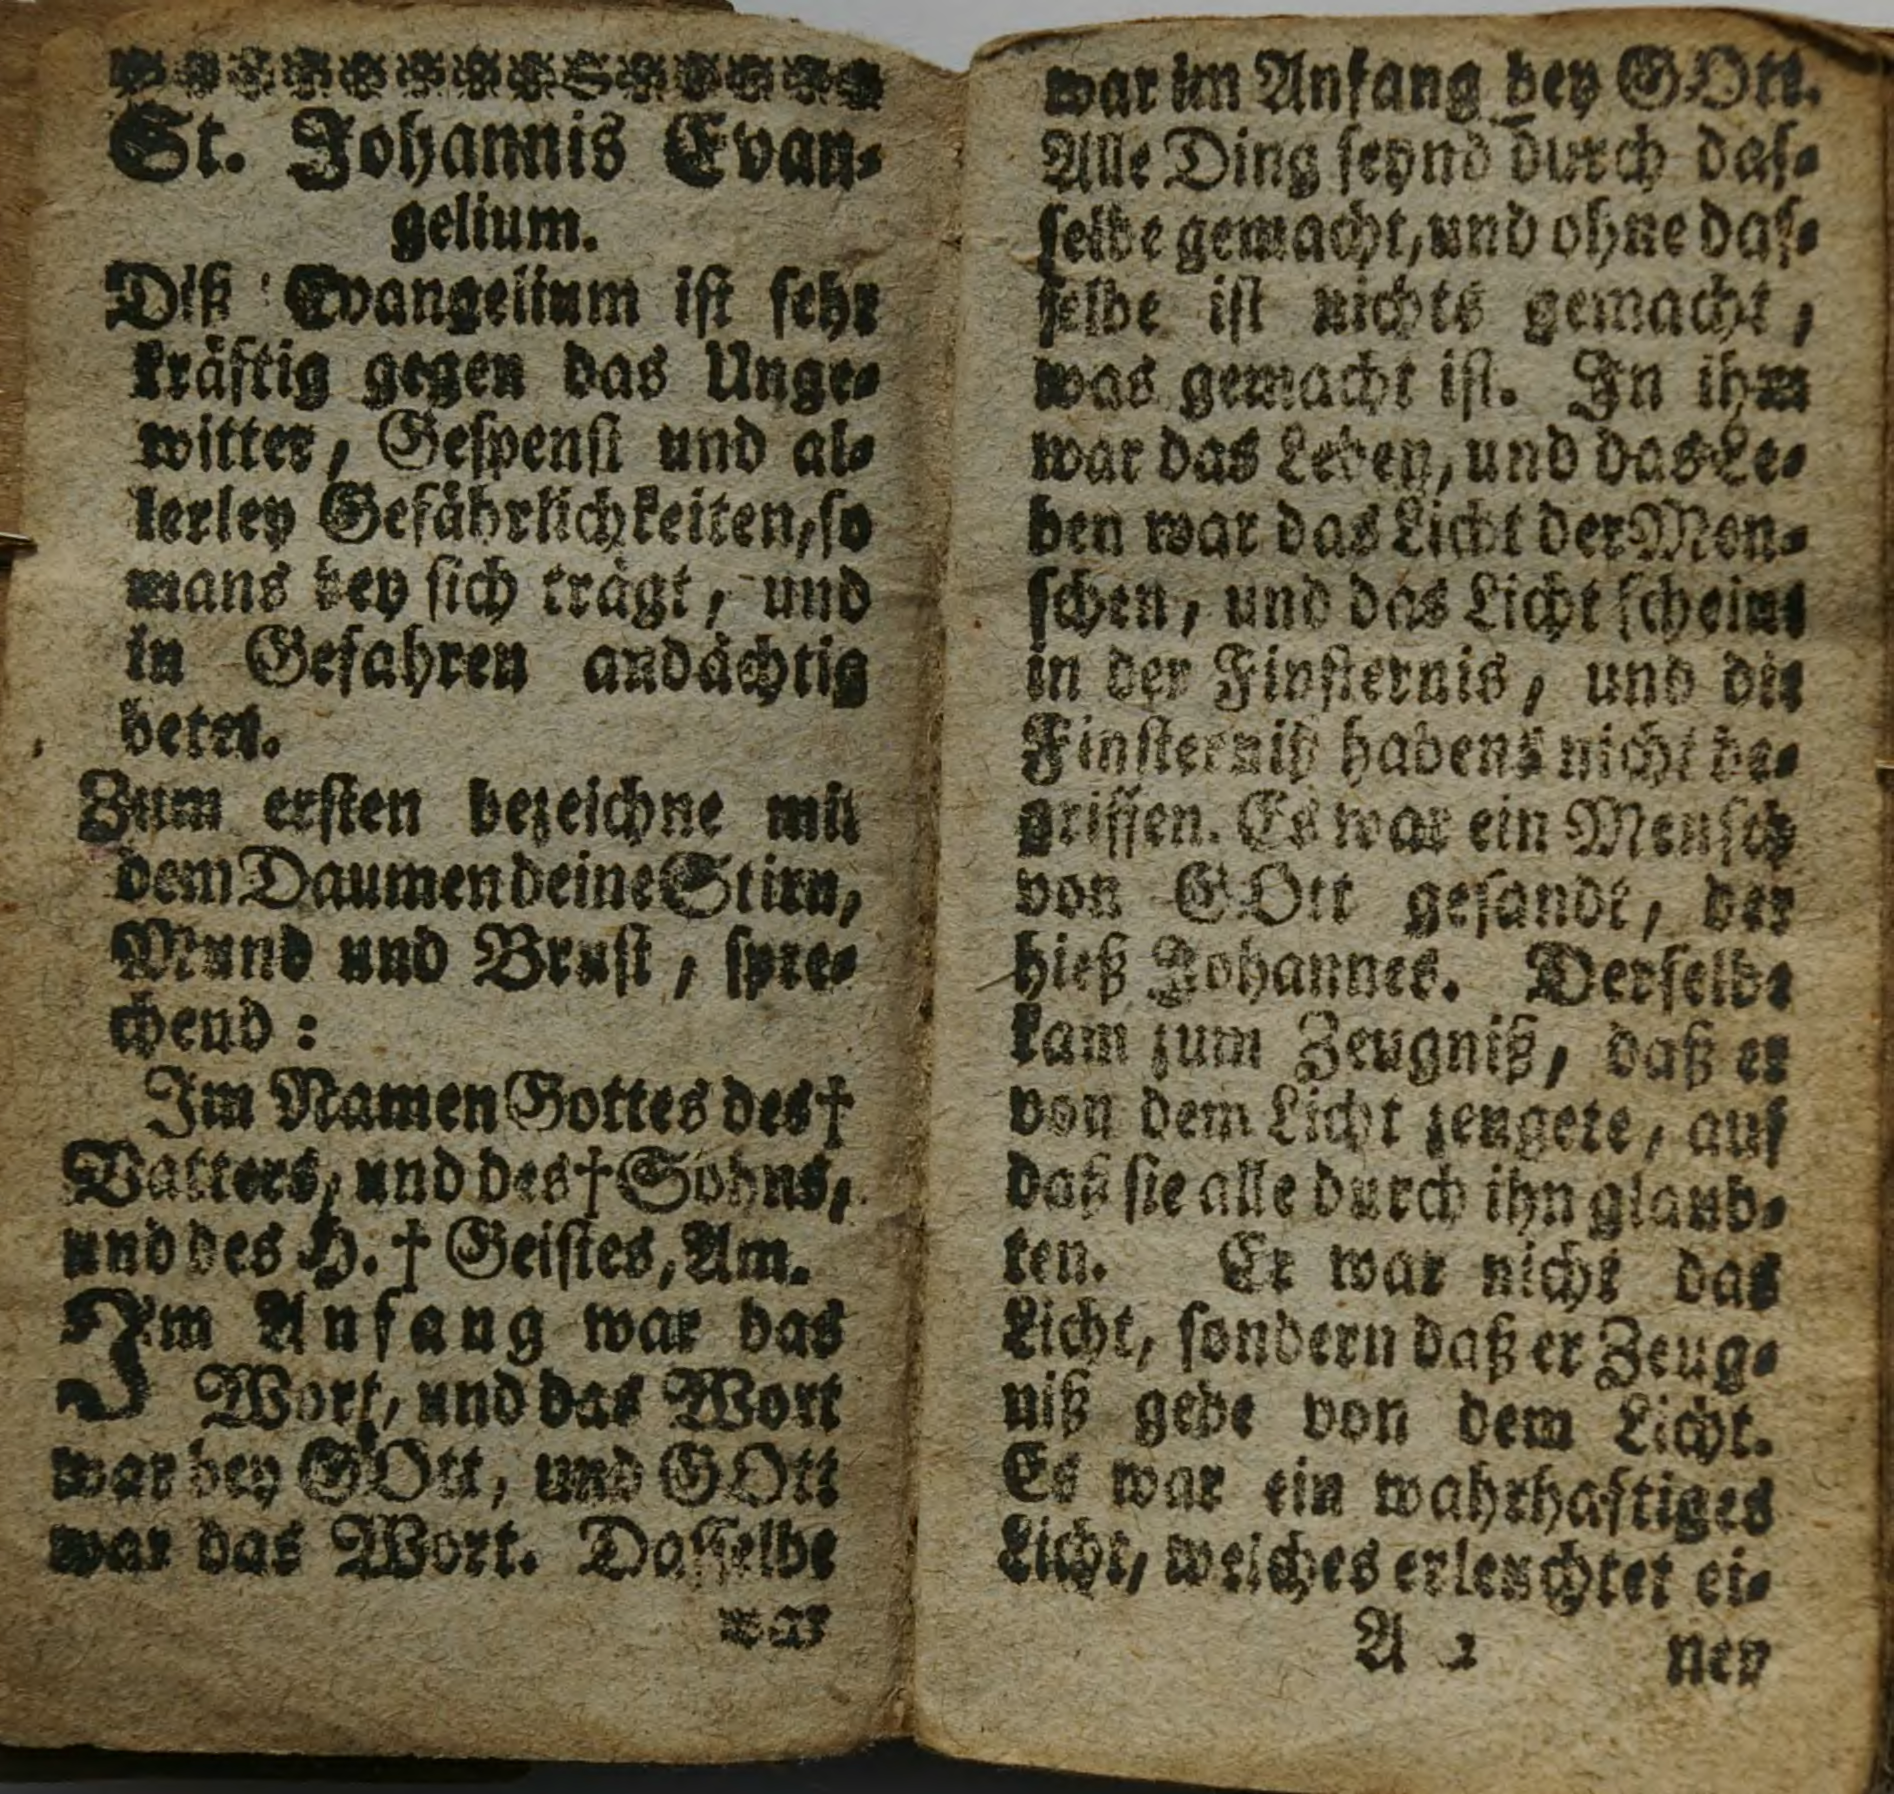 St. Johannis Evan-
gelium.
Diß Evangelium ist sehr
kräftig gegen das Unge-
witter, Gespenst und al-
lerley Gefährlichkeiten, so
mans bey sich trägt, und
in Gefahren andächtig
betet.
Zum ersten bezeichne mit
dem Daumen deine Stirn,
Mund und Brust, spre-
chend:
Im Namen Gottes des †
Vatters, und des † Sohns,
und des H. † Geistes, Am.
Im Anfang war das
Wort, und das Wort
war bey GOtt, und GOtt
war das Wort. Dasselbe
war
war im Anfang bey GOtt.
Alle Ding seynd durch das-
selbe gemacht, und ohne das-
selbe ist nichts gemacht,
was gemacht ist. In ihm
war das Leben, und das Le-
ben war das Licht der Men-
schen, und das Licht scheint
in der Finsternis, und die
Finsterniß habens nicht be-
griffen. Es war ein Mensch
von GOtt gesandt, der
hieß Johannes. Derselbe
kam zum Zeugniß, daß er
von dem Licht zeugete, auf
daß sie alle durch ihn glaub-
ten. Er war nicht das
Licht, sondern daß er Zeug-
niß gebe von dem Licht.
Es war ein wahrhaftiges
Licht, welches erleuchtet ei-
A 2 nen